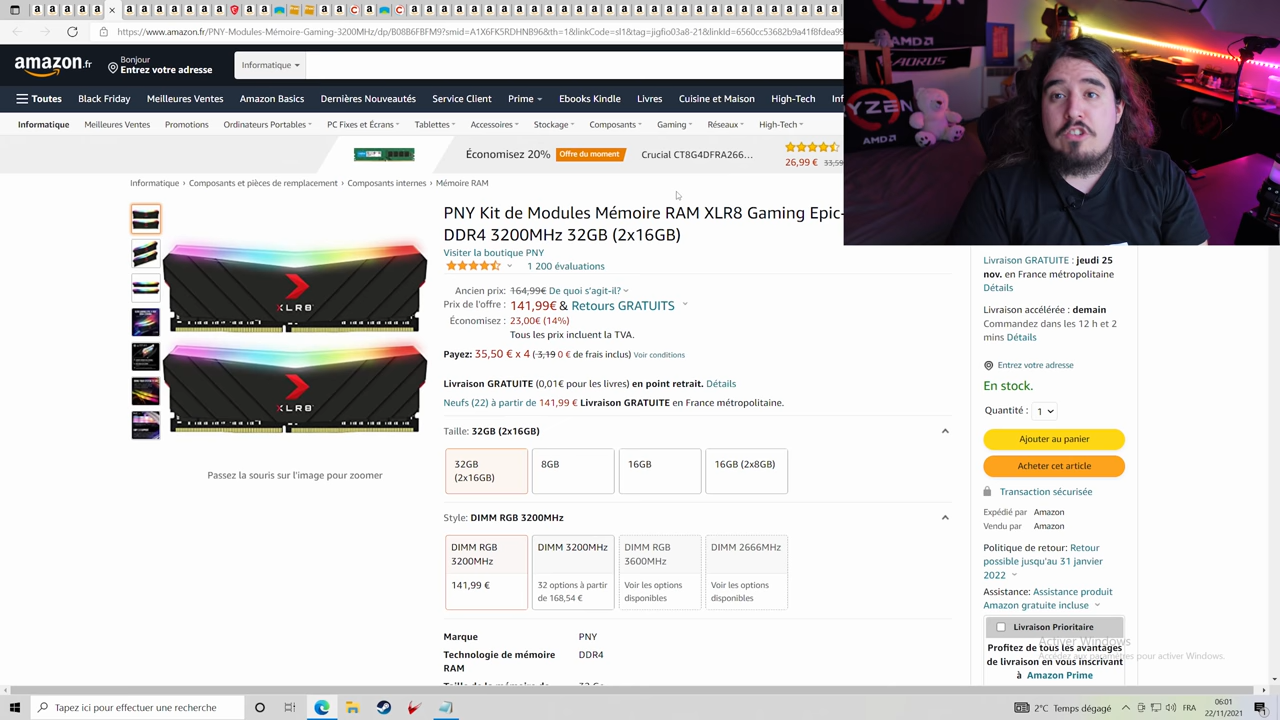 https://www.amazon.fr/PNY-Modules-Mémoire-Gaming-3200MHz/dp/B08B6FBFM9?smid=A1X6FK5RDHNB96&th=1&linkCode=sl1&tag=jigfio03a8-21&linkId=6560cc53682b9a41f8fdea99
amazon.fr
Bonjour
Entrez votre adresse
Informatique
Toutes Black Friday Meilleures Ventes Amazon Basics Dernières Nouveautés Service Client Prime Ebooks Kindle Livres Cuisine et Maison High-Tech
Informatique Meilleures Ventes Promotions Ordinateurs Portables PC Fixes et Écrans Tablettes Accessoires Stockage Composants Gaming Réseaux High-Tech
Économisez 20% Offre du moment Crucial CT8G4DFRA266…
26,99 €
Informatique › Composants et pièces de remplacement › Composants internes › Mémoire RAM
PNY Kit de Modules Mémoire RAM XLR8 Gaming Epic-
DDR4 3200MHz 32GB (2x16GB)
Visiter la boutique PNY
1 200 évaluations
Ancien prix: 164,99€ De quoi s'agit-il?
Prix de l'offre : 141,99€ & Retours GRATUITS
Économisez : 23,00€ (14%)
Tous les prix incluent la TVA.
Payez: 35,50 € x 4 (3,19 0 € de frais inclus) Voir conditions
Livraison GRATUITE (0,01€ pour les livres) en point retrait. Détails
Neufs (22) à partir de 141,99 € Livraison GRATUITE en France métropolitaine.
Taille: 32GB (2x16GB)
32GB
(2x16GB)
8GB
16GB
16GB (2x8GB)
Style: DIMM RGB 3200MHz
DIMM RGB
3200MHz
141,99 €
DIMM 3200MHz
32 options à partir
de 168,54 €
DIMM RGB
3600MHz
Voir les options
disponibles
DIMM 2666MHz
Voir les options
disponibles
Marque PNY
Technologie de mémoire DDR4
RAM
XLR8
XLR8
Passez la souris sur l'image pour zoomer
AMD
AORUS
YZEN
AMD
Livraison GRATUITE : jeudi 25
nov. en France métropolitaine
Détails
Livraison accélérée : demain
Commandez dans les 12 h et 2
mins Détails
Entrez votre adresse
En stock.
Quantité : 1
Ajouter au panier
Acheter cet article
Transaction sécurisée
Expédié par Amazon
Vendu par Amazon
Politique de retour: Retour
possible jusqu'au 31 janvier
2022
Assistance: Assistance produit
Amazon gratuite incluse
Livraison Prioritaire
Profitez de tous les avantages
de livraison en vous inscrivant
à Amazon Prime
Activer Windows
Accédez aux paramètres pour activer Windows.
Tapez ici pour effectuer une recherche
2°C Temps dégagé
FRA
06:01
22/11/2021